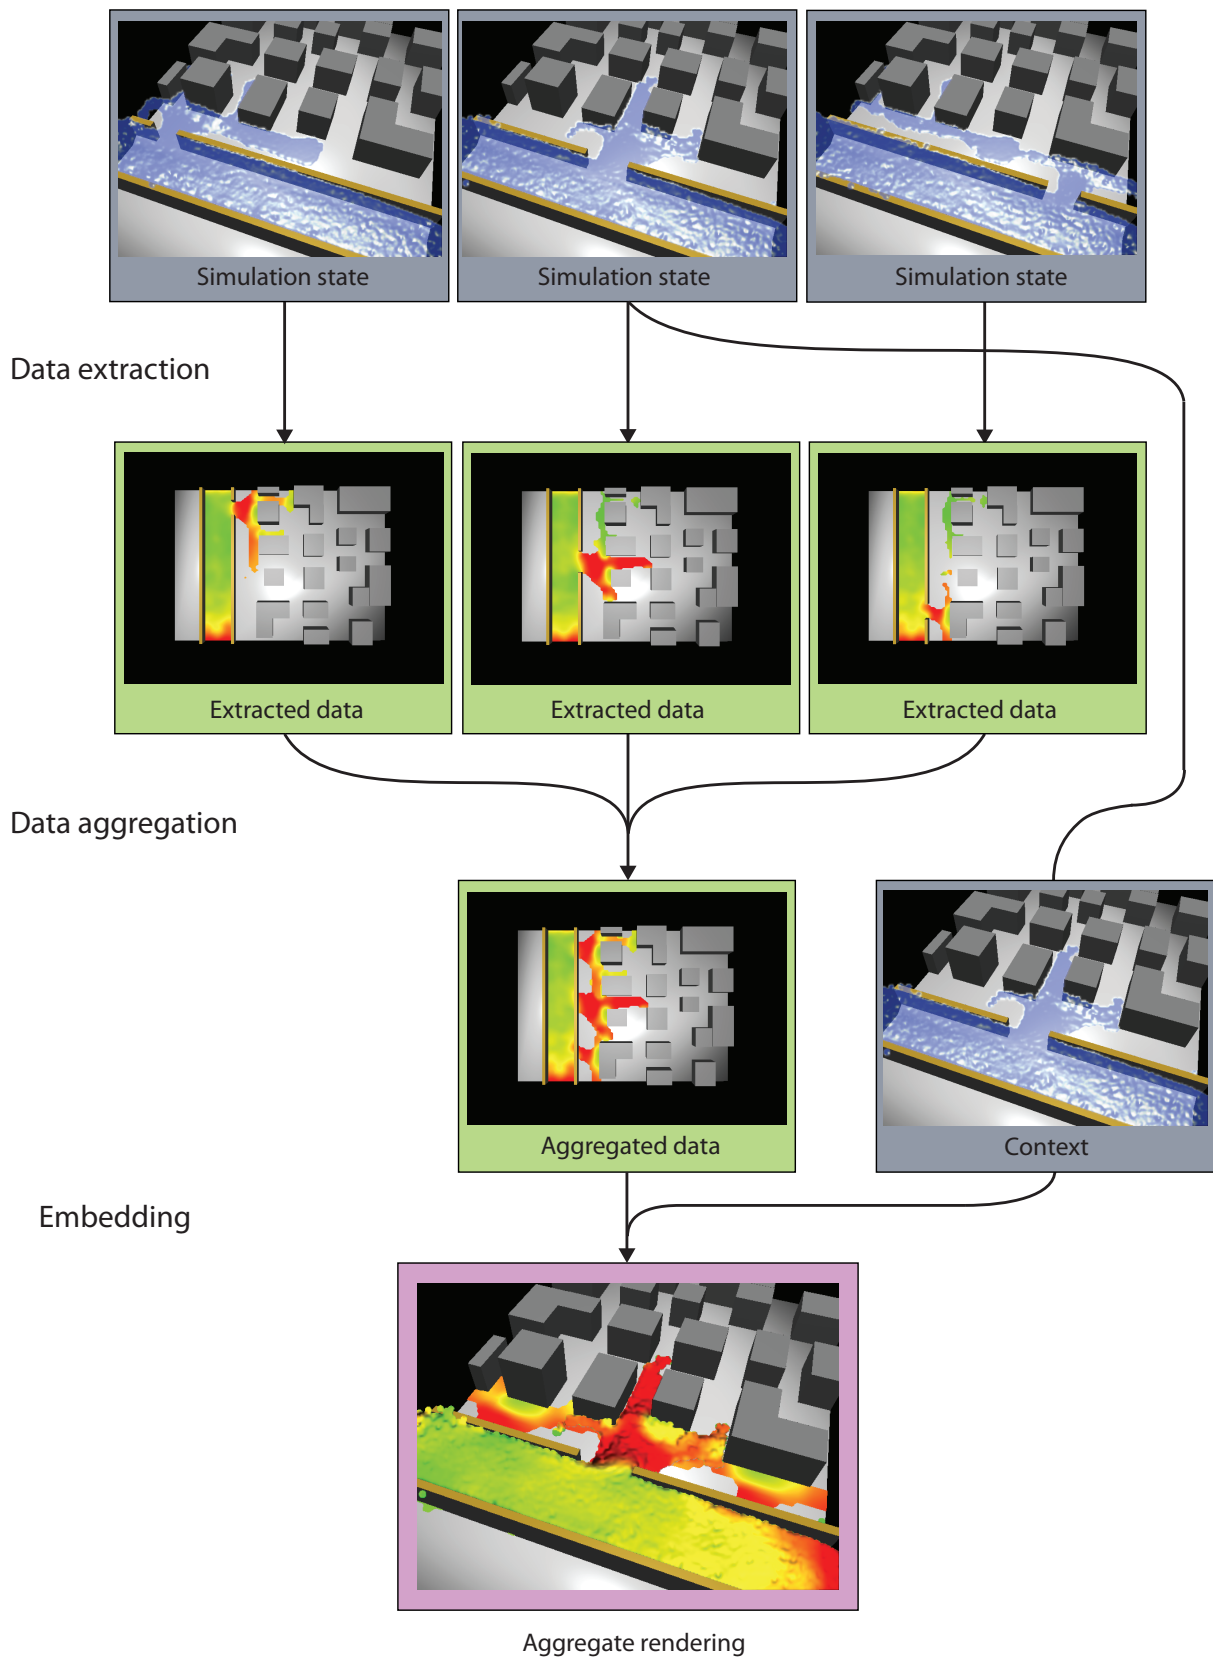 Simulation state
Simulation state
Simulation state
Data extraction
Extracted data
Extracted data
Extracted data
Data aggregation
Aggregated data
Context
Embedding
Aggregate rendering